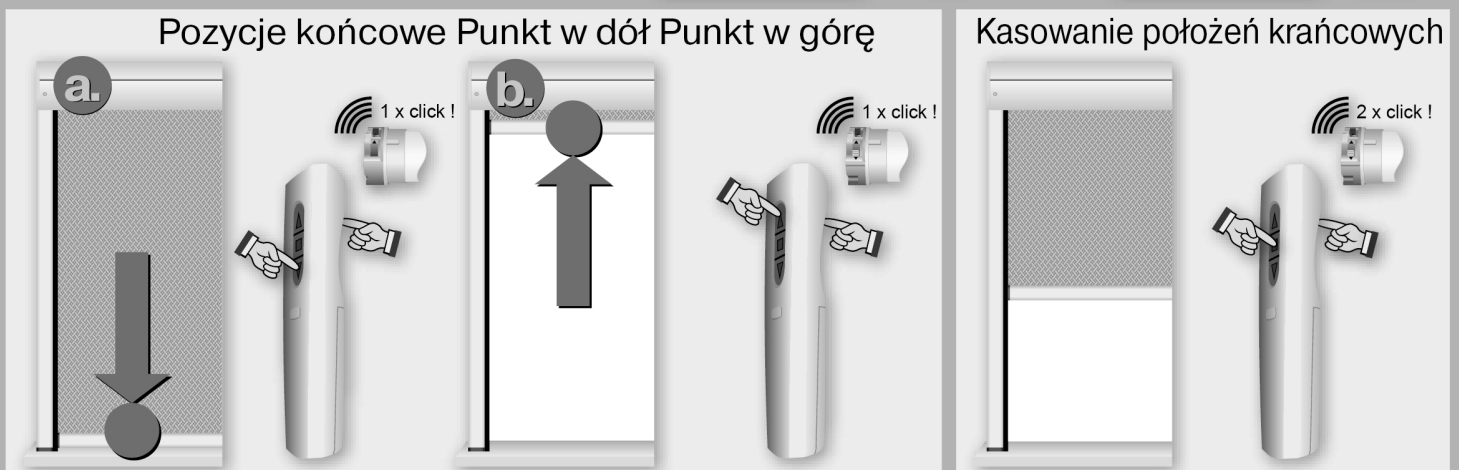 Pozycje końcowe Punkt w dół Punkt w górę
a.
1 x click !
b.
1 x click !
Kasowanie położeń krańcowych
2 x click !